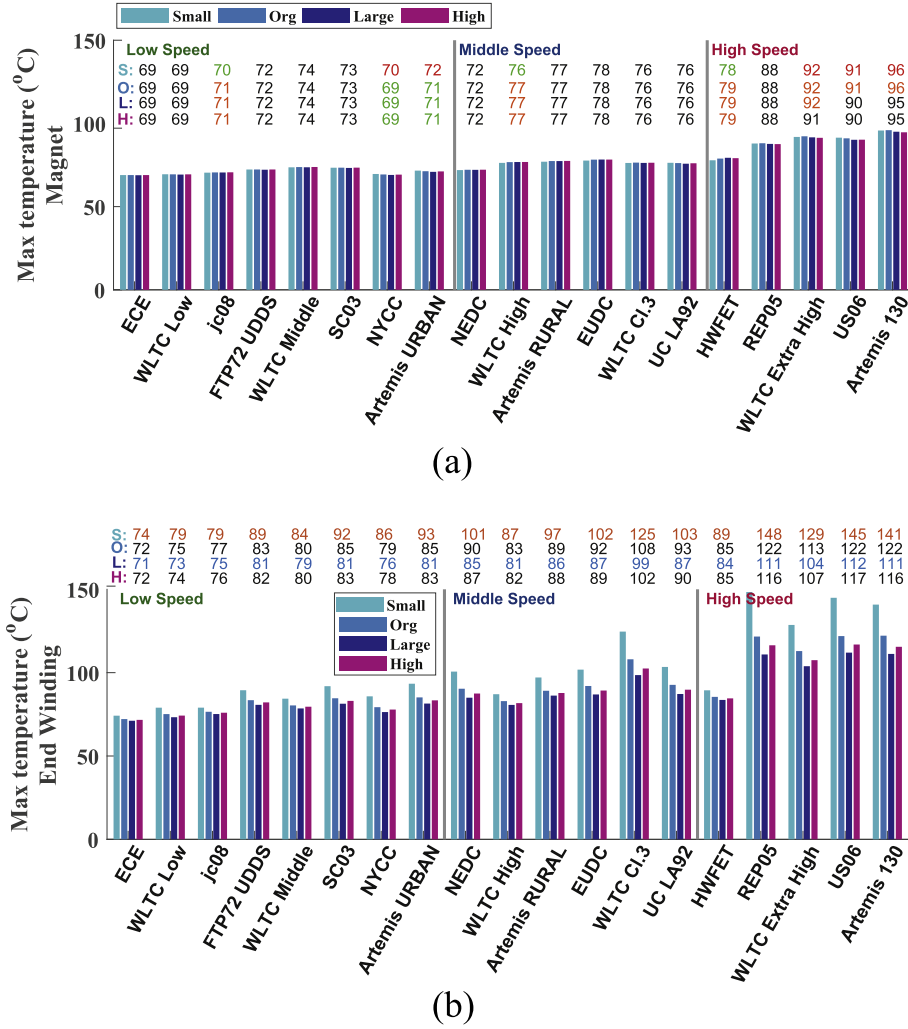 Small Org Large High
150
Low Speed Middle Speed High Speed
S: 69 69 70 72 74 73 70 72 72 76 77 78 76 76 78 88 92 91 96
O: 69 69 71 72 74 73 69 71 72 77 77 78 76 76 79 88 92 91 96
L: 69 69 71 72 74 73 69 71 72 77 77 78 76 76 79 88 92 90 95
H: 69 69 71 72 74 73 69 71 72 77 77 78 76 76 79 88 91 90 95
100
50
0
Max temperature (°C)
Magnet
ECE
WLTC Low
jc08
FTP72 UDDS
WLTC Middle
SC03
NYCC
Artemis URBAN
NEDC
WLTC High
Artemis RURAL
EUDC
WLTC Cl.3
UC LA92
HWFET
REP05
WLTC Extra High
US06
Artemis 130
(a)
S: 74 79 79 89 84 92 86 93 101 87 97 102 125 103 89 148 129 145 141
O: 72 75 77 83 80 85 79 85 90 83 89 92 108 93 85 122 113 122 122
L: 71 73 75 81 79 81 76 81 85 81 86 87 99 87 84 111 104 112 111
H: 72 74 76 82 80 83 78 83 87 82 88 89 102 90 85 116 107 117 116
150
Low Speed Middle Speed High Speed
Small
Org
Large
High
100
50
0
Max temperature (°C)
End Winding
ECE
WLTC Low
jc08
FTP72 UDDS
WLTC Middle
SC03
NYCC
Artemis URBAN
NEDC
WLTC High
Artemis RURAL
EUDC
WLTC Cl.3
UC LA92
HWFET
REP05
WLTC Extra High
US06
Artemis 130
(b)